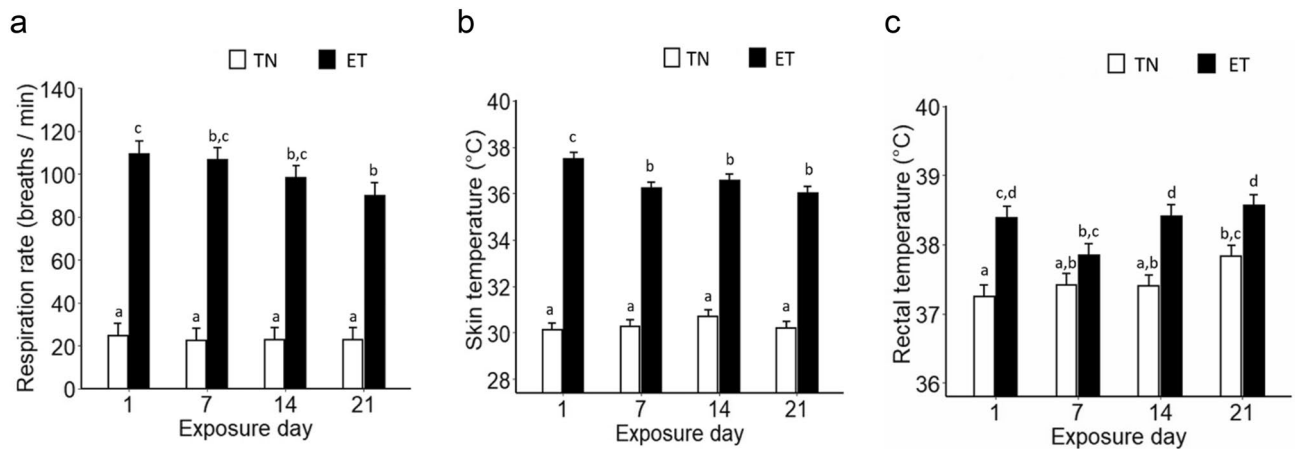 a
TN ET
Respiration rate (breaths / min)
140
120
100
80
60
40
20
0
c
b,c
b,c
b
a
a
a
a
1 7 14 21
Exposure day
b
TN ET
Skin temperature (°C)
40
38
36
34
32
30
28
c
b
b
b
a
a
a
a
1 7 14 21
Exposure day
c
TN ET
Rectal temperature (°C)
40
39
38
37
36
c,d
b,c
d
d
a
a,b
a,b
b,c
1 7 14 21
Exposure day